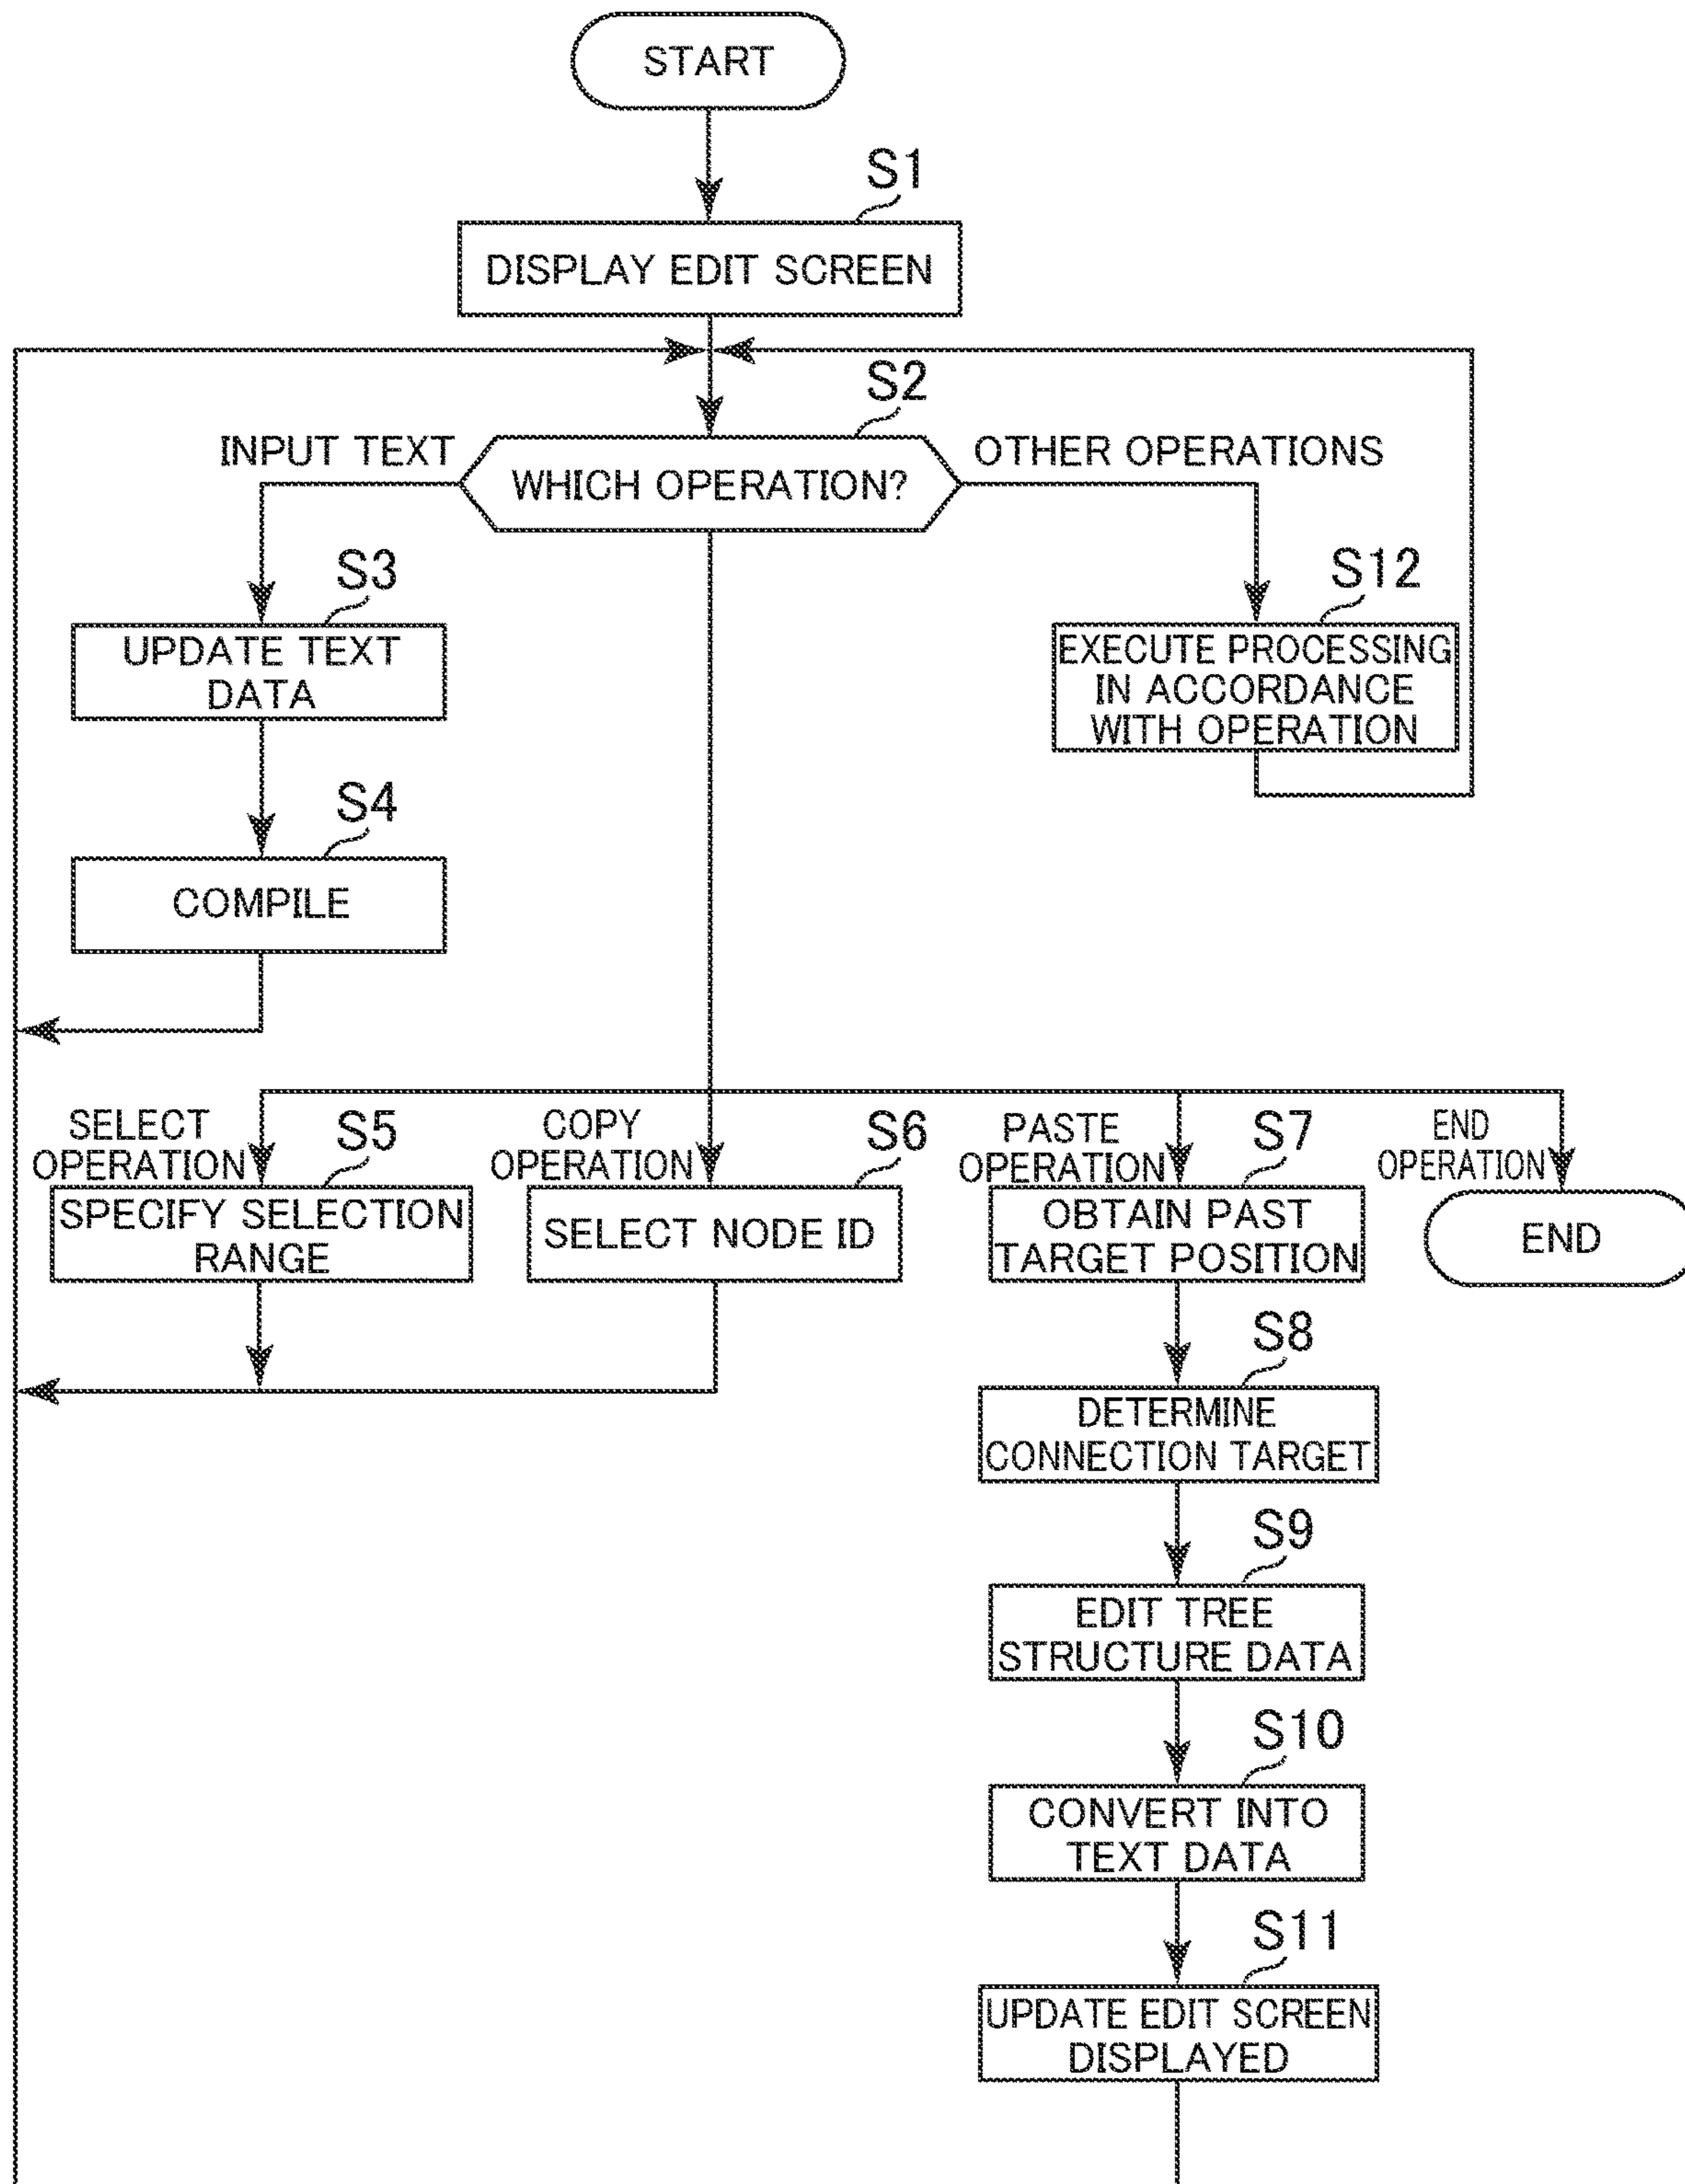 START
S1
DISPLAY EDIT SCREEN
S2
INPUT TEXT
WHICH OPERATION?
OTHER OPERATIONS
S3
UPDATE TEXT
DATA
S12
EXECUTE PROCESSING
IN ACCORDANCE
WITH OPERATION
S4
COMPILE
SELECT
OPERATION
S5
SPECIFY SELECTION
RANGE
COPY
OPERATION
S6
SELECT NODE ID
PASTE
OPERATION
S7
OBTAIN PAST
TARGET POSITION
END
OPERATION
END
S8
DETERMINE
CONNECTION TARGET
S9
EDIT TREE
STRUCTURE DATA
S10
CONVERT INTO
TEXT DATA
S11
UPDATE EDIT SCREEN
DISPLAYED